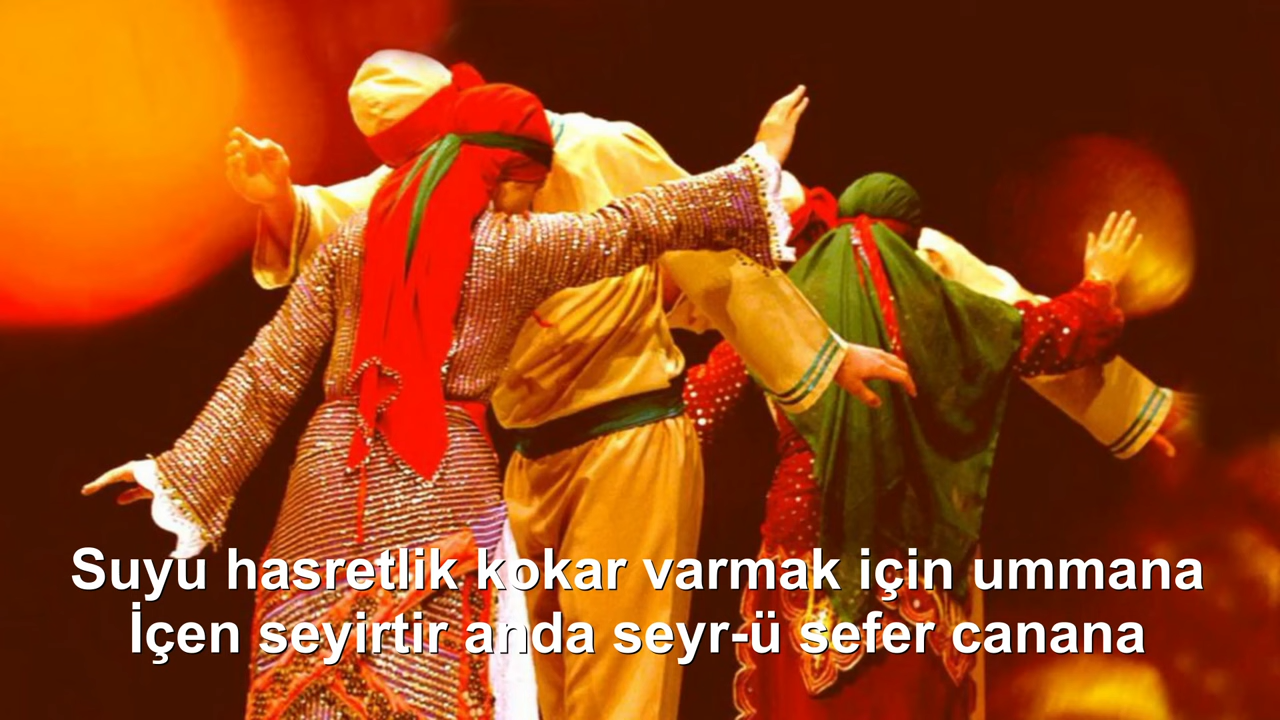 Suyu hasretlik kokar varmak için ummana
İçen seyirtir anda seyr-ü sefer canana